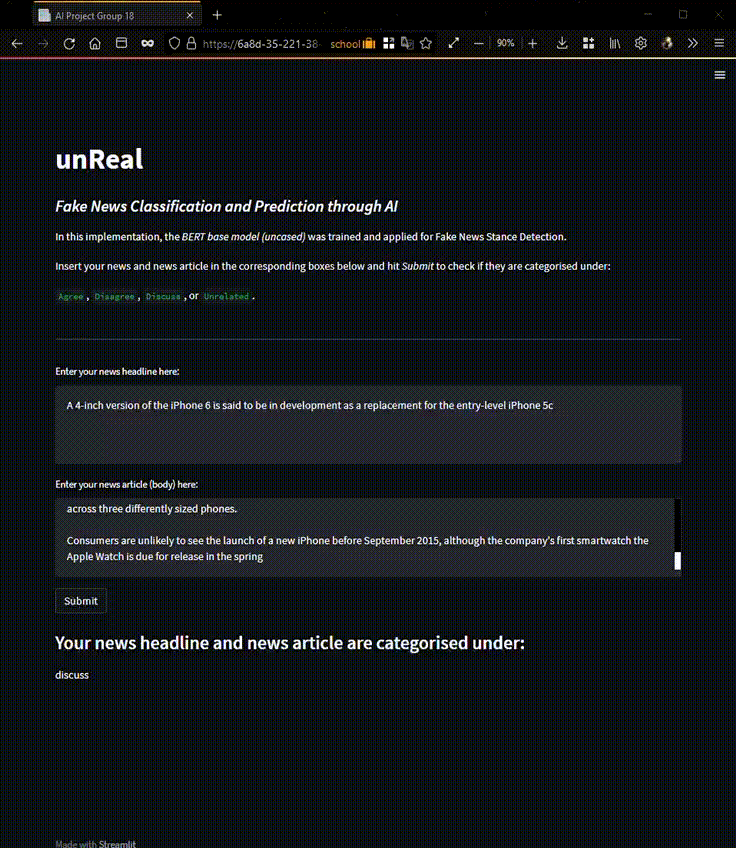 AI Project Group 18
https://6a8d-35-221-38- school 90%
unReal
Fake News Classification and Prediction through AI
In this implementation, the BERT base model (uncased) was trained and applied for Fake News Stance Detection.
Insert your news and news article in the corresponding boxes below and hit Submit to check if they are categorised under:
Agree, Disagree, Discuss, or Unrelated.
Enter your news headline here:
A 4-inch version of the iPhone 6 is said to be in development as a replacement for the entry-level iPhone 5c
Enter your news article (body) here:
across three differently sized phones.
Consumers are unlikely to see the launch of a new iPhone before September 2015, although the company's first smartwatch the
Apple Watch is due for release in the spring
Submit
Your news headline and news article are categorised under:
discuss
Made with Streamlit